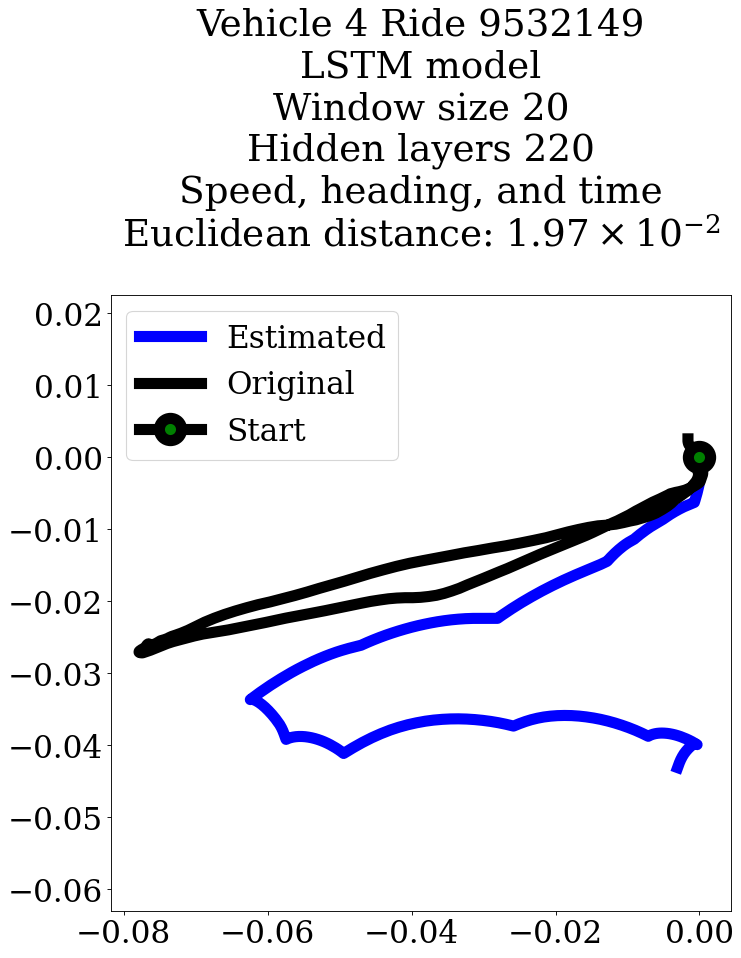 Vehicle 4 Ride 9532149
LSTM model
Window size 20
Hidden layers 220
Speed, heading, and time
Euclidean distance: 1.97 × 10⁻²
Estimated
Original
Start
0.02
0.01
0.00
−0.01
−0.02
−0.03
−0.04
−0.05
−0.06
−0.08 −0.06 −0.04 −0.02 0.00